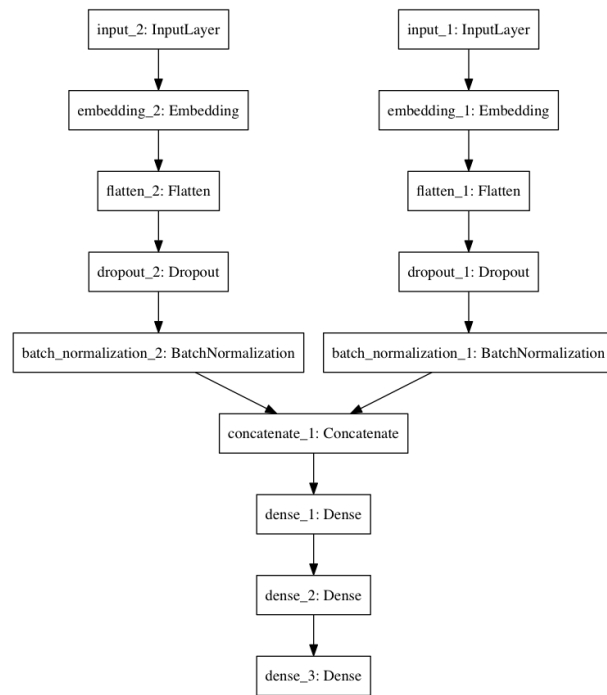 input_2: InputLayer
input_1: InputLayer
embedding_2: Embedding
embedding_1: Embedding
flatten_2: Flatten
flatten_1: Flatten
dropout_2: Dropout
dropout_1: Dropout
batch_normalization_2: BatchNormalization
batch_normalization_1: BatchNormalization
concatenate_1: Concatenate
dense_1: Dense
dense_2: Dense
dense_3: Dense